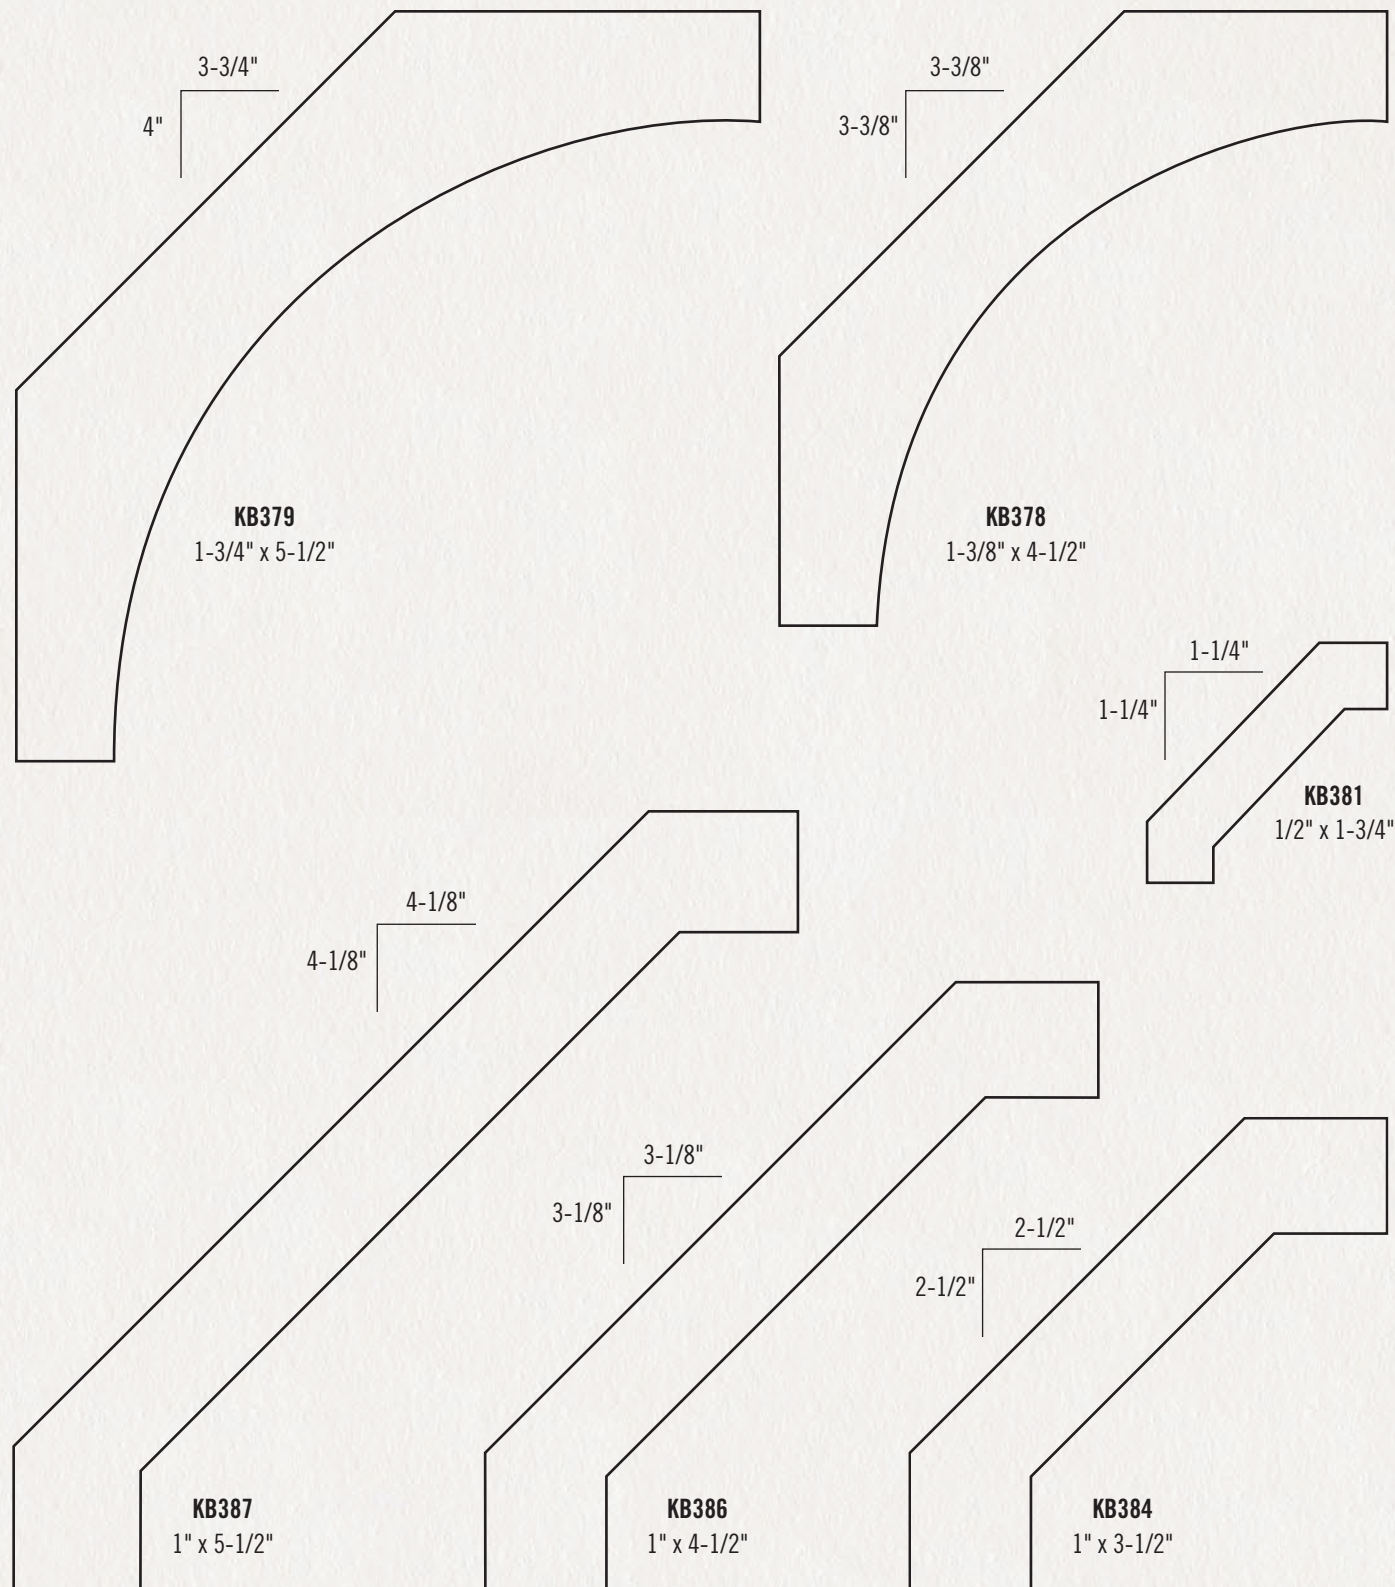 3-3/4"
4"
KB379
1-3/4" x 5-1/2"
3-3/8"
3-3/8"
KB378
1-3/8" x 4-1/2"
1-1/4"
1-1/4"
KB381
1/2" x 1-3/4"
4-1/8"
4-1/8"
KB387
1" x 5-1/2"
3-1/8"
3-1/8"
KB386
1" x 4-1/2"
2-1/2"
2-1/2"
KB384
1" x 3-1/2"